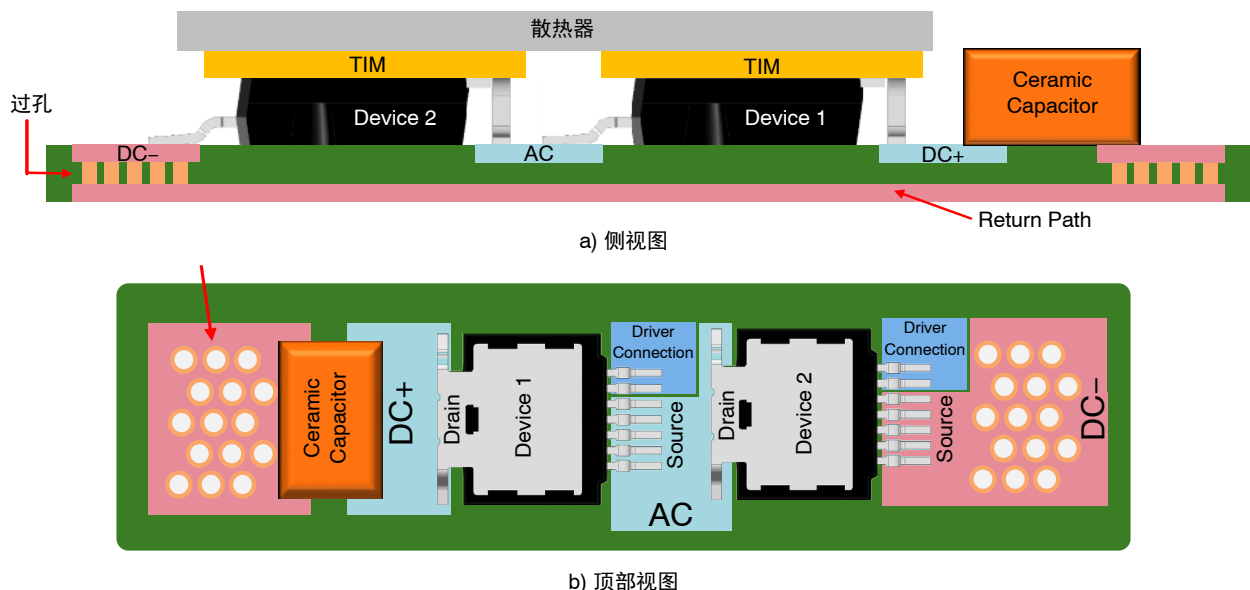 散热器
TIM
TIM
过孔
Device 2
Device 1
Ceramic
Capacitor
DC−
AC
DC+
Return Path
a) 侧视图
Driver
Connection
Driver
Connection
Ceramic
Capacitor
DC+
Drain
Device 1
Source
AC
Drain
Device 2
Source
DC−
b) 顶部视图